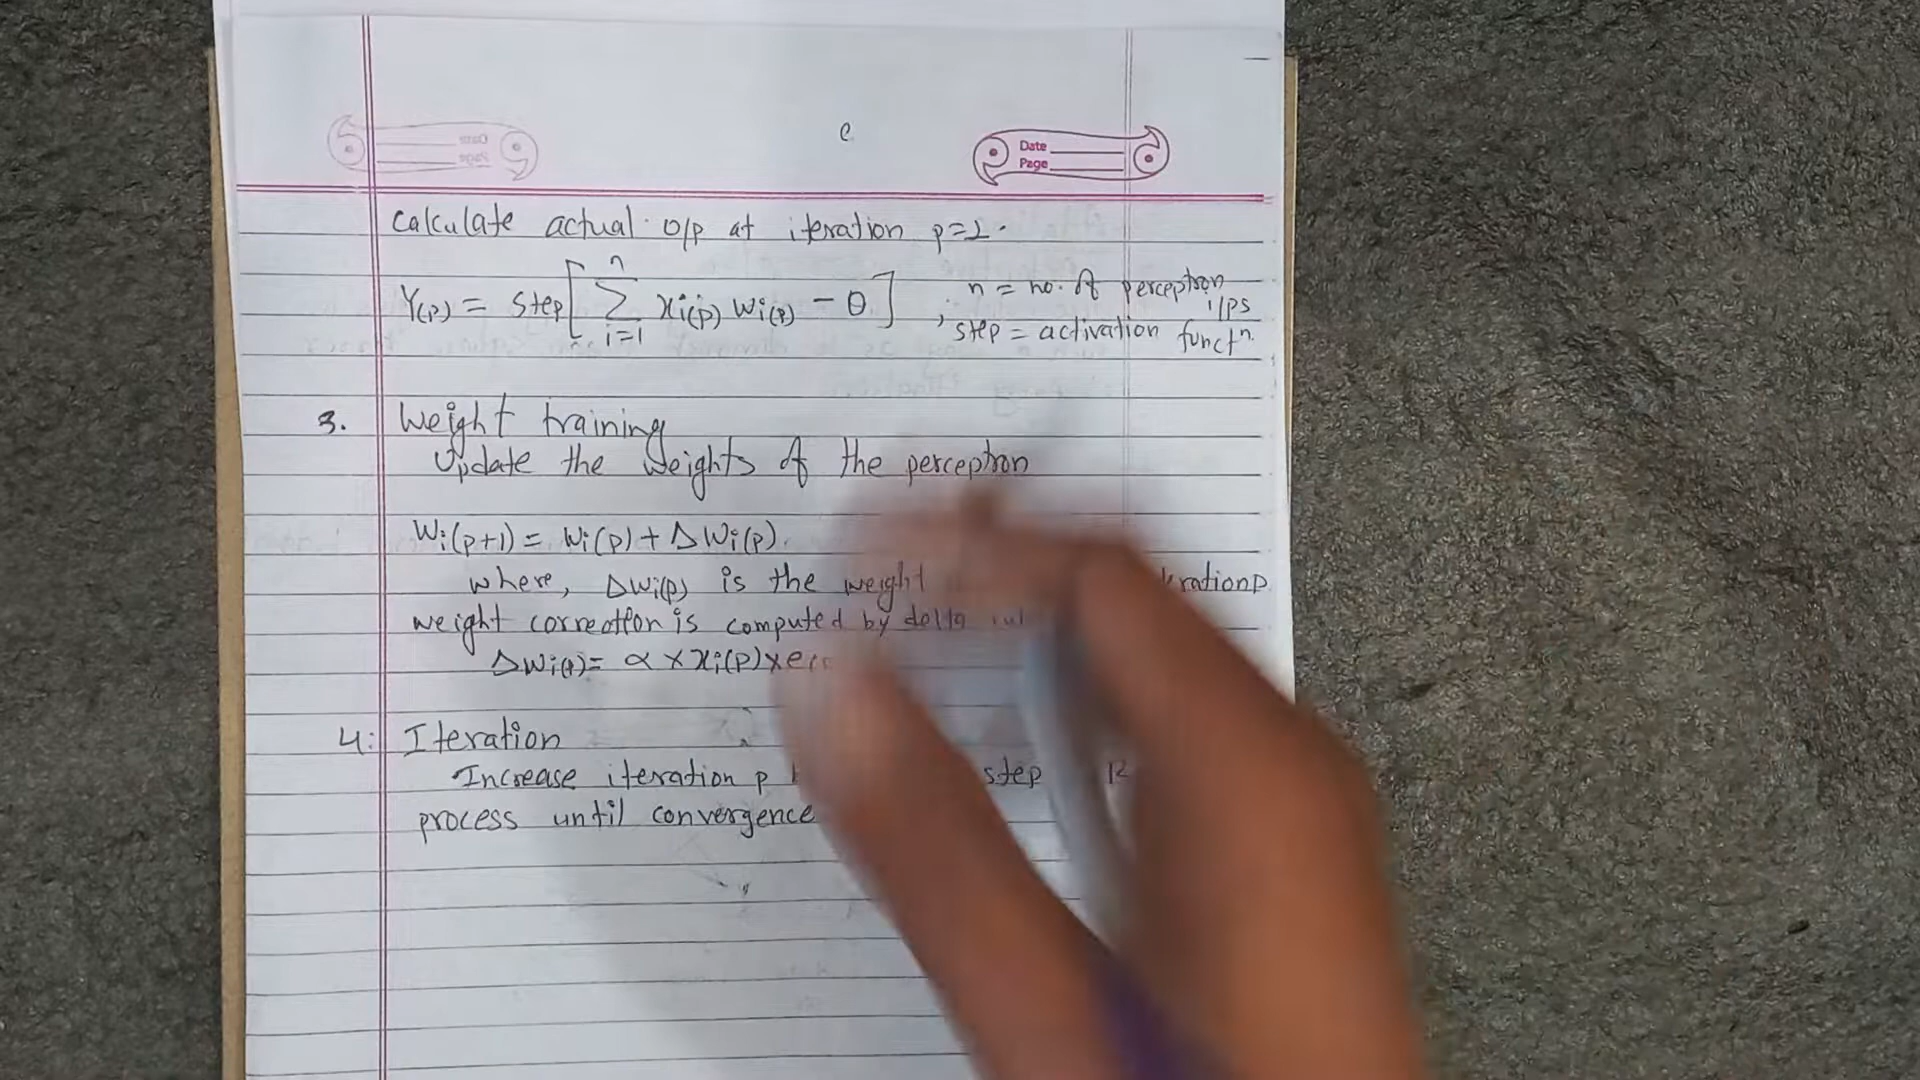 e
Date
Page
Calculate actual o/p at iteration p=1.
Y(p) = step[ n Σ i=1 xi(p) wi(p) - θ ] ; n = no. of perceptron i/ps
step = activation functⁿ.
3. Weight training
Update the weights of the perceptron
Wi(p+1) = Wi(p) + ΔWi(p).
where, ΔWi(p) is the weight
weight correction is computed by delta
ΔWi(p) = α × xi(p) ×
4. Iteration
Increase iteration p step
process until convergence